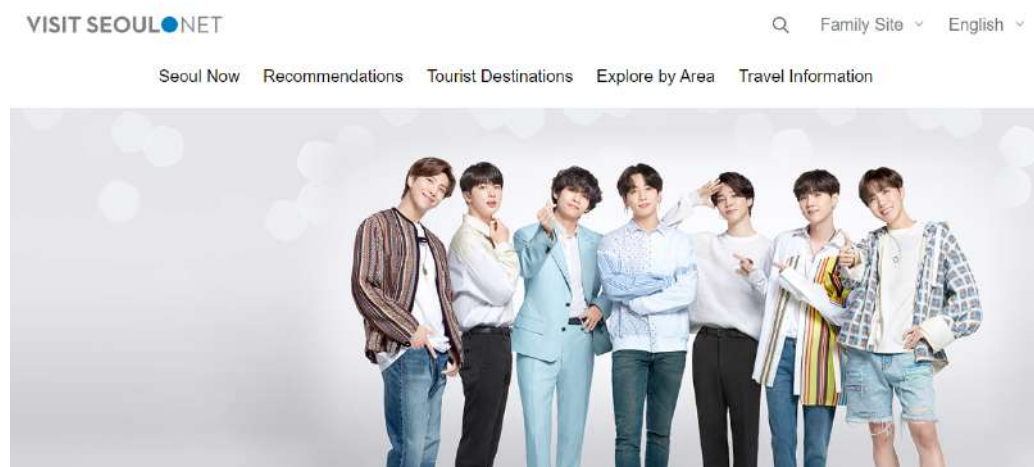 VISIT SEOUL NET
Family Site
English
Seoul Now Recommendations Tourist Destinations Explore by Area Travel Information